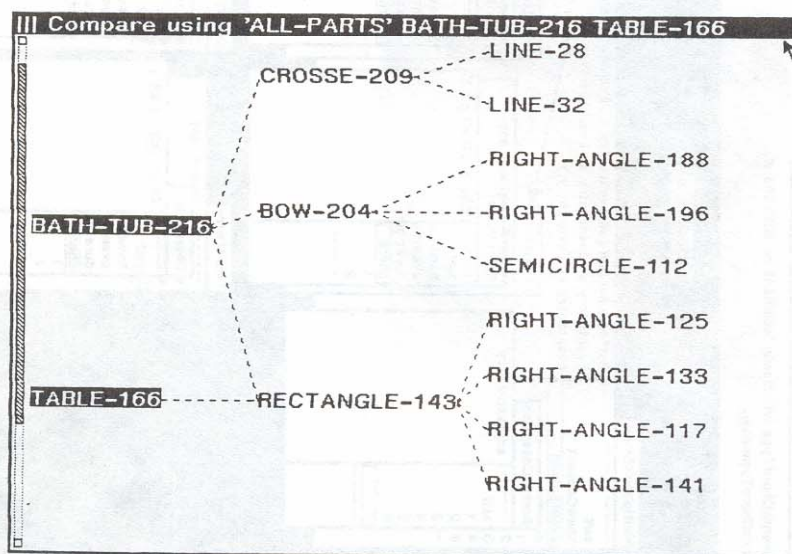 III Compare using 'ALL-PARTS' BATH-TUB-216 TABLE-166
LINE-28
CROSSE-209
LINE-32
RIGHT-ANGLE-188
BOW-204
RIGHT-ANGLE-196
BATH-TUB-216
SEMICIRCLE-112
RIGHT-ANGLE-125
RIGHT-ANGLE-133
TABLE-166
RECTANGLE-143
RIGHT-ANGLE-117
RIGHT-ANGLE-141